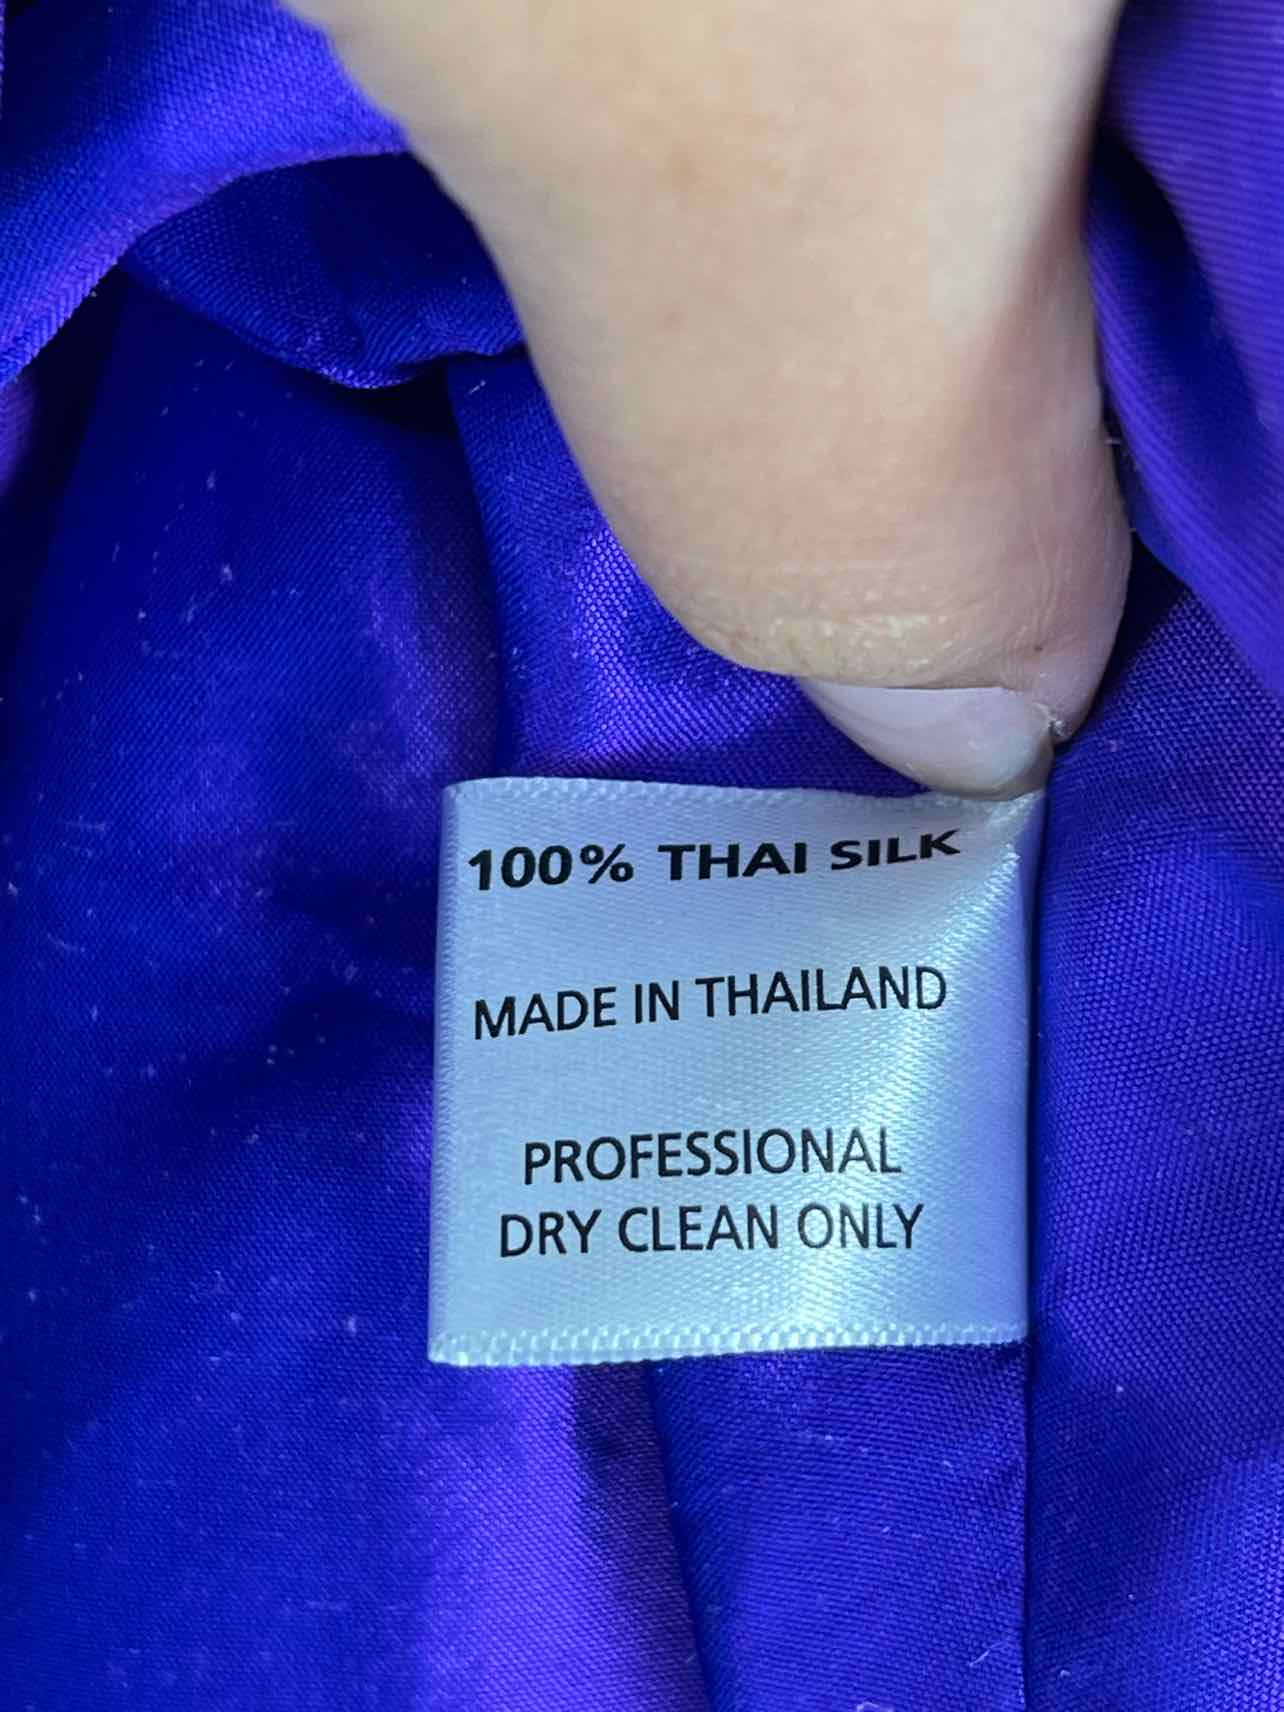 100% THAI SILK
MADE IN THAILAND
PROFESSIONAL
DRY CLEAN ONLY